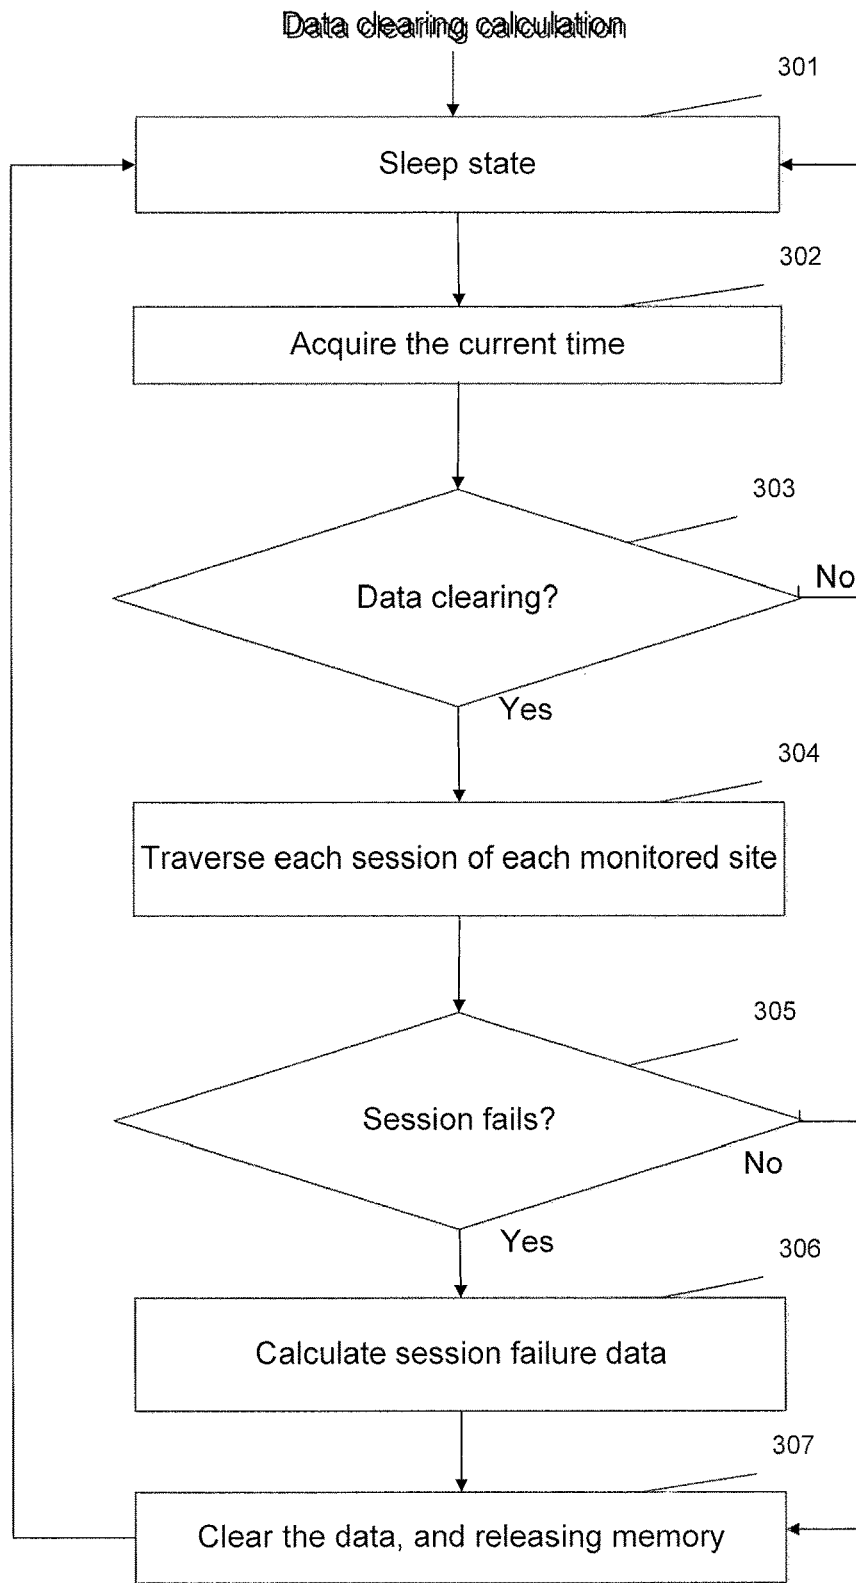 Data clearing calculation
301
Sleep state
302
Acquire the current time
303
Data clearing?
No
Yes
304
Traverse each session of each monitored site
305
Session fails?
No
Yes
306
Calculate session failure data
307
Clear the data, and releasing memory